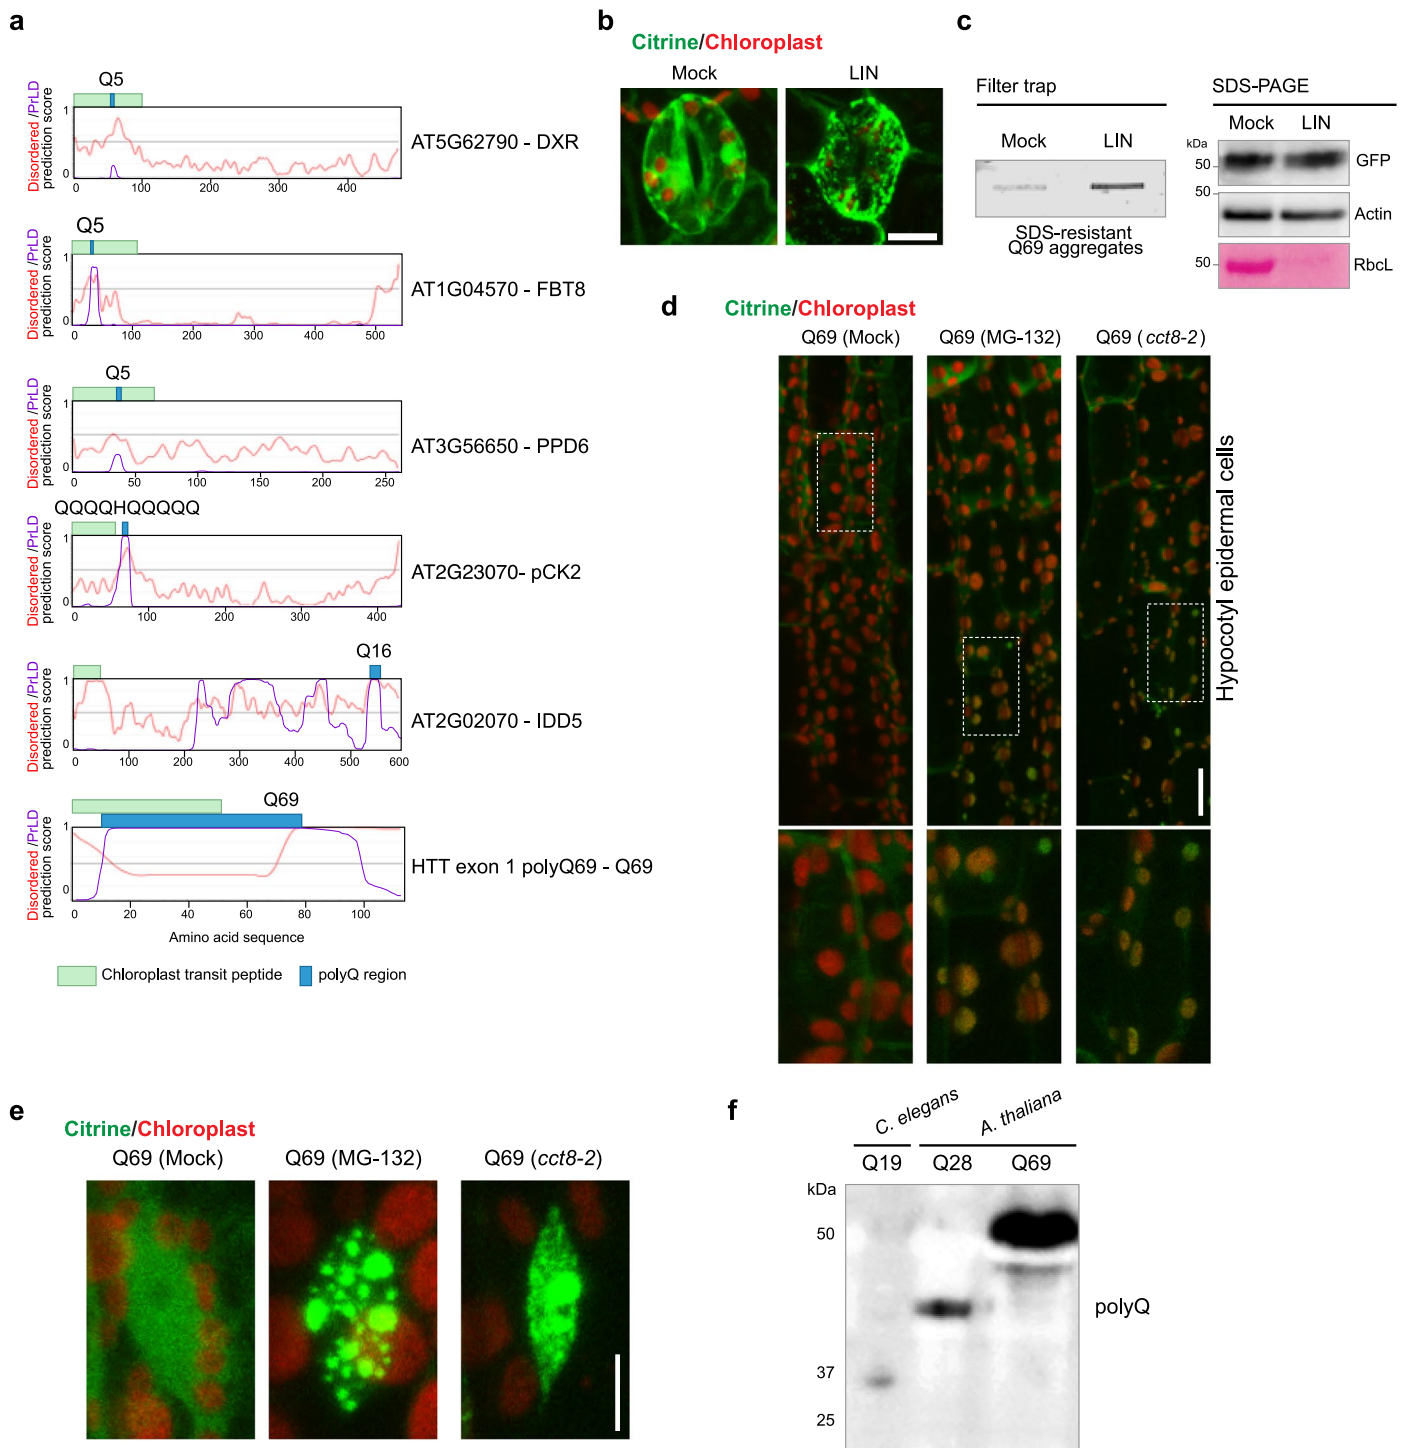 a
Q5
Disordered /PrLD
prediction score
1
0
0 100 200 300 400
AT5G62790 - DXR
Q5
Disordered /PrLD
prediction score
1
0
0 100 200 300 400 500
AT1G04570 - FBT8
Q5
Disordered /PrLD
prediction score
1
0
0 50 100 150 200 250
AT3G56650 - PPD6
QQQQHQQQQQ
Disordered /PrLD
prediction score
1
0
0 100 200 300 400
AT2G23070- pCK2
Q16
Disordered /PrLD
prediction score
1
0
0 100 200 300 400 500 600
AT2G02070 - IDD5
Q69
Disordered /PrLD
prediction score
1
0
0 20 40 60 80 100
HTT exon 1 polyQ69 - Q69
Amino acid sequence
Chloroplast transit peptide
polyQ region
b
Citrine/Chloroplast
Mock LIN
c
Filter trap
Mock LIN
SDS-resistant
Q69 aggregates
SDS-PAGE
Mock LIN
kDa
50
GFP
50
Actin
50
RbcL
d
Citrine/Chloroplast
Q69 (Mock) Q69 (MG-132) Q69 (cct8-2)
Hypocotyl epidermal cells
e
Citrine/Chloroplast
Q69 (Mock) Q69 (MG-132) Q69 (cct8-2)
f
C. elegans A. thaliana
Q19 Q28 Q69
kDa
50
37
25
polyQ